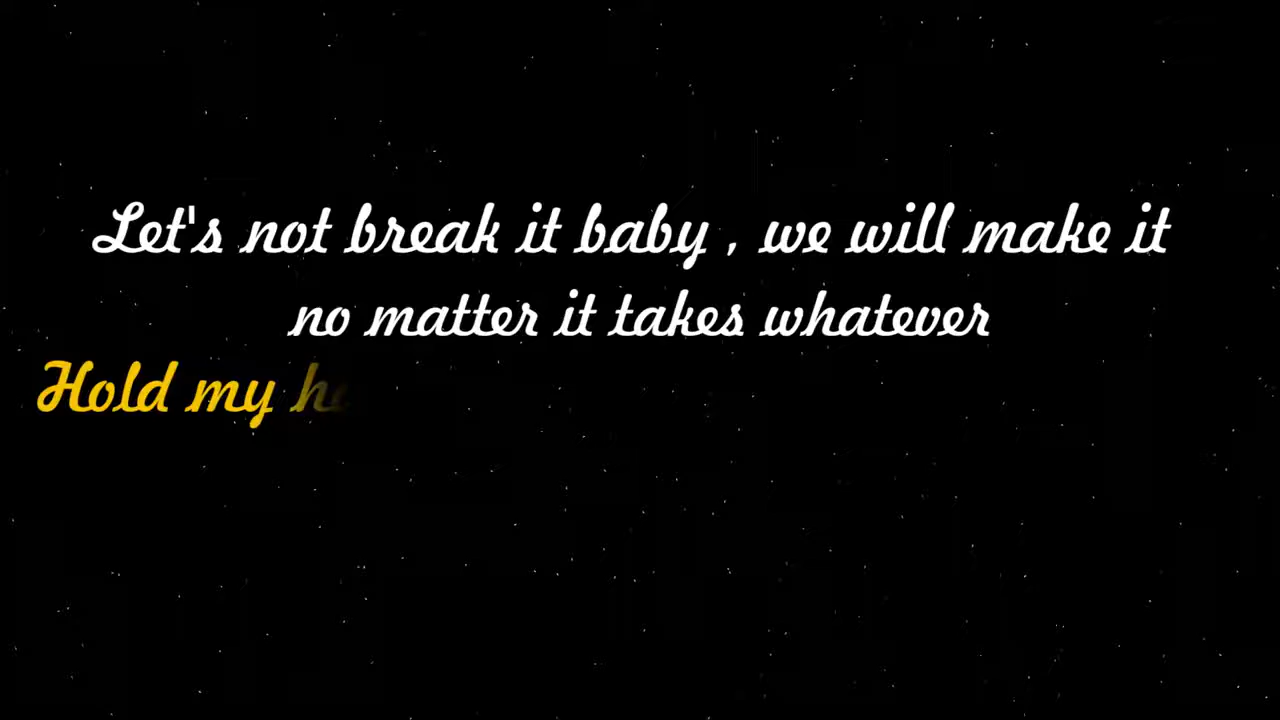 Let's not break it baby , we will make it
no matter it takes whatever
Hold my